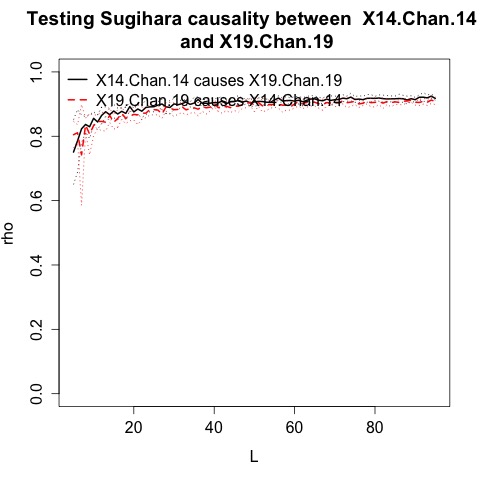 Testing Sugihara causality between  X14.Chan.14
and X19.Chan.19
X14.Chan.14 causes X19.Chan.19
X19.Chan.19 causes X14.Chan.14
1.0
0.8
0.6
0.4
0.2
0.0
rho
20 40 60 80
L